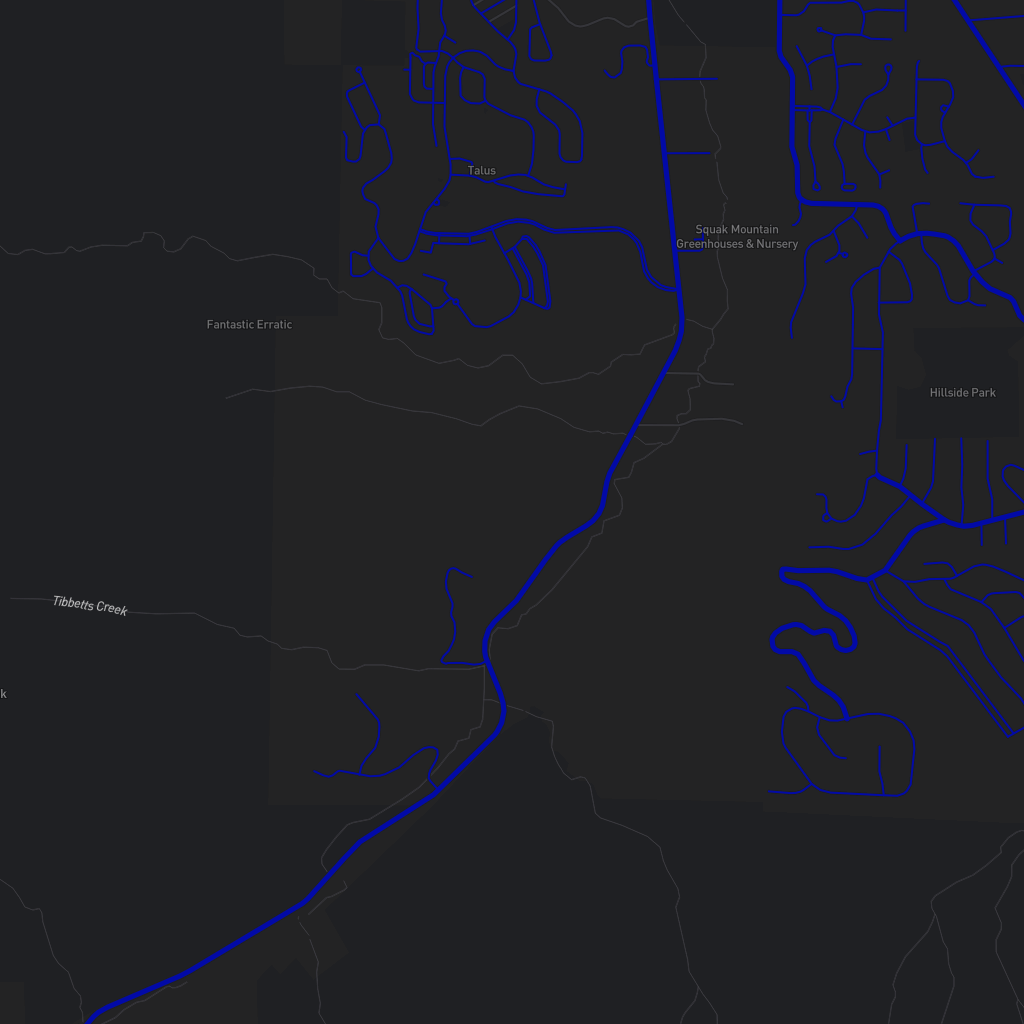 Talus
Squak Mountain
Greenhouses & Nursery
Fantastic Erratic
Hillside Park
Tibbetts Creek
k